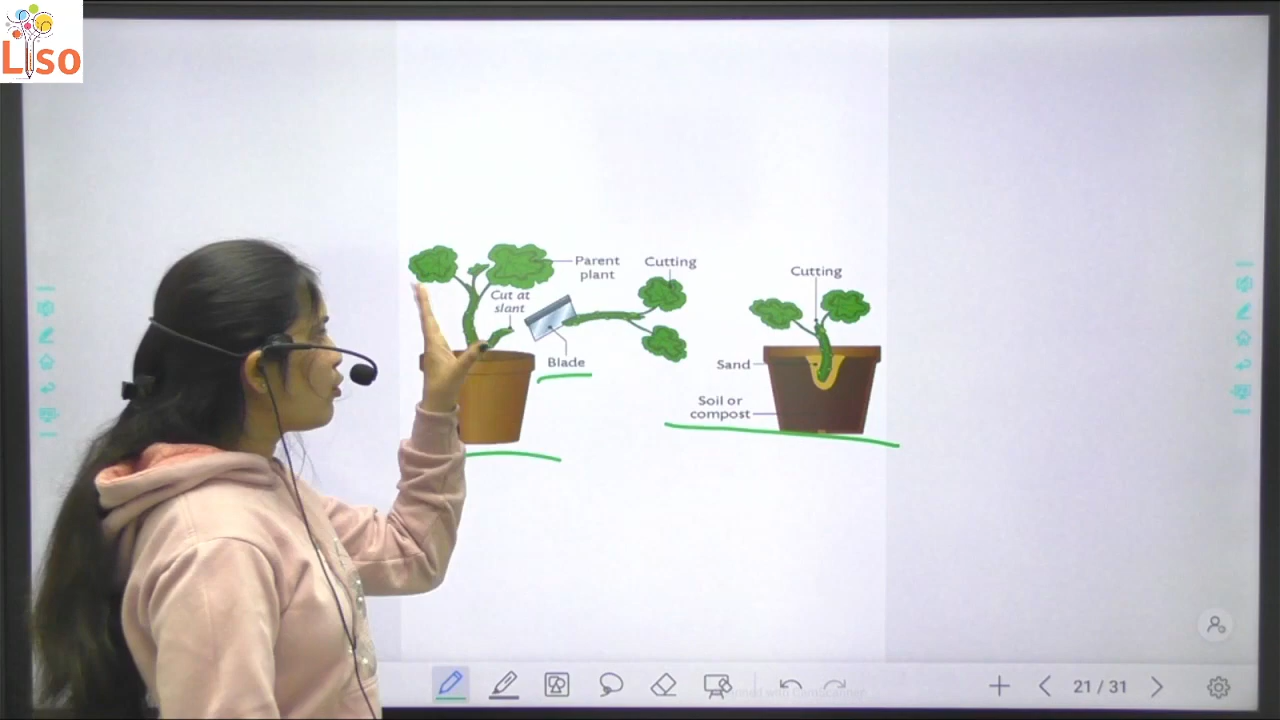 Liso
Parent
plant
Cutting
Cut at
slant
Blade
Cutting
Sand
Soil or
compost
21 / 31